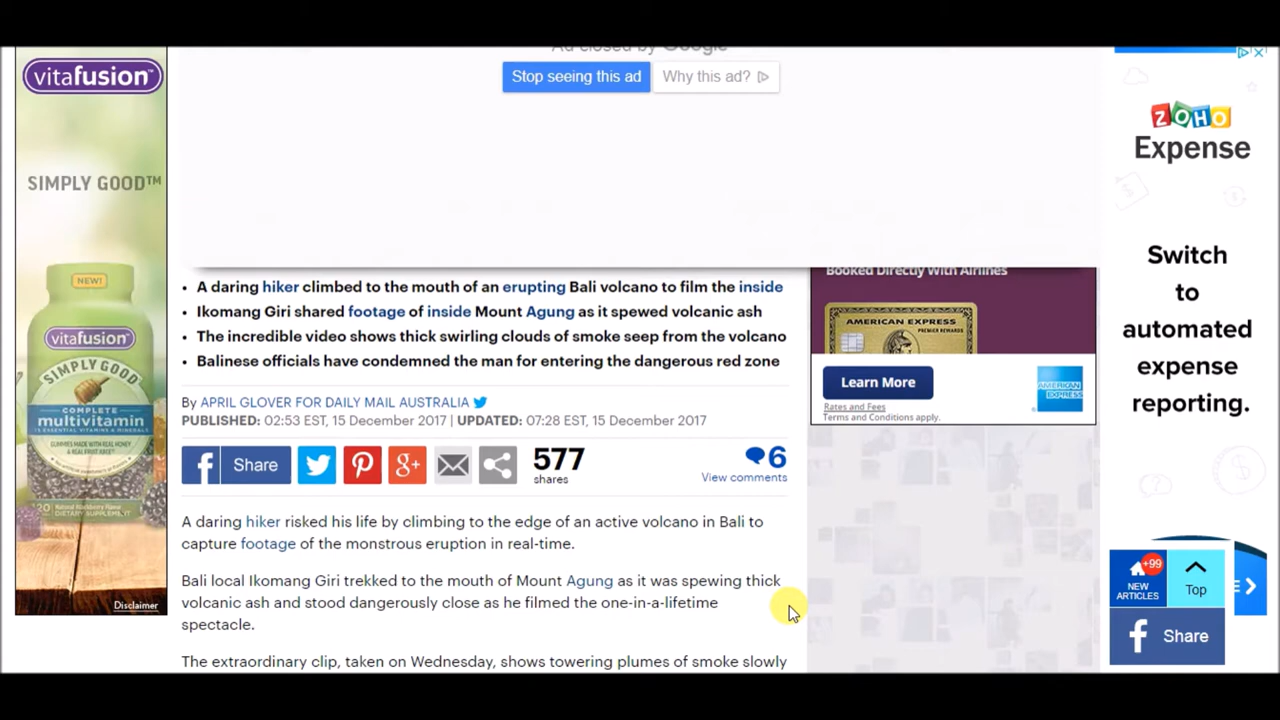 Ad closed by Google
Stop seeing this ad
Why this ad?
vitafusion™
SIMPLY GOOD™
NEW!
vitafusion
SIMPLY GOOD
COMPLETE
multivitamin
Disclaimer
A daring hiker climbed to the mouth of an erupting Bali volcano to film the inside
Ikomang Giri shared footage of inside Mount Agung as it spewed volcanic ash
The incredible video shows thick swirling clouds of smoke seep from the volcano
Balinese officials have condemned the man for entering the dangerous red zone
By APRIL GLOVER FOR DAILY MAIL AUSTRALIA
PUBLISHED: 02:53 EST, 15 December 2017 | UPDATED: 07:28 EST, 15 December 2017
Share
577
shares
6
View comments
A daring hiker risked his life by climbing to the edge of an active volcano in Bali to
capture footage of the monstrous eruption in real-time.
Bali local Ikomang Giri trekked to the mouth of Mount Agung as it was spewing thick
volcanic ash and stood dangerously close as he filmed the one-in-a-lifetime
spectacle.
The extraordinary clip, taken on Wednesday, shows towering plumes of smoke slowly
Booked Directly With Airlines
AMERICAN EXPRESS
Learn More
AMERICAN
EXPRESS
Rates and Fees
Terms and Conditions apply.
ZOHO
Expense
Switch
to
automated
expense
reporting.
+99
NEW
ARTICLES
Top
Share